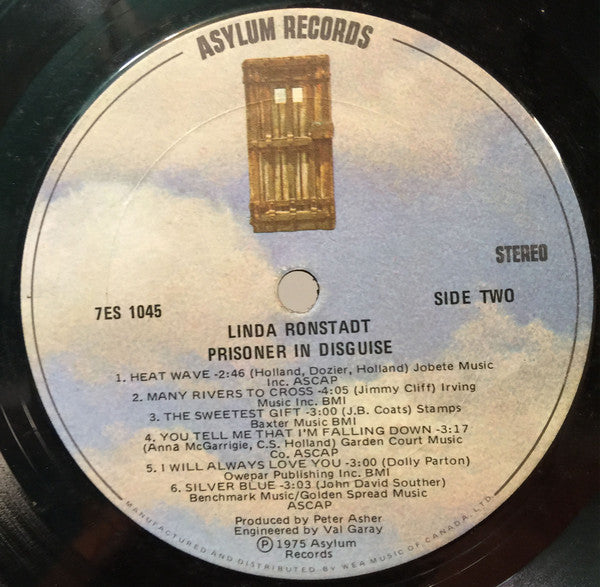 ASYLUM RECORDS
STEREO
7ES 1045
SIDE TWO
LINDA RONSTADT
PRISONER IN DISGUISE
1. HEAT WAVE -2:46 (Holland, Dozier, Holland) Jobete Music
Inc. ASCAP
2. MANY RIVERS TO CROSS -4:05 (Jimmy Cliff) Irving
Music Inc. BMI
3. THE SWEETEST GIFT -3:00 (J.B. Coats) Stamps
Baxter Music BMI
4. YOU TELL ME THAT I'M FALLING DOWN -3:17
(Anna McGarrigie, C.S. Holland) Garden Court Music
Co. ASCAP
5. I WILL ALWAYS LOVE YOU -3:00 (Dolly Parton)
Owepar Publishing Inc. BMI
6. SILVER BLUE -3:03 (John David Souther)
Benchmark Music/Golden Spread Music
ASCAP
Produced by Peter Asher
Engineered by Val Garay
Ⓟ 1975 Asylum
Records
MANUFACTURED AND DISTRIBUTED BY WEA MUSIC OF CANADA, LTD.